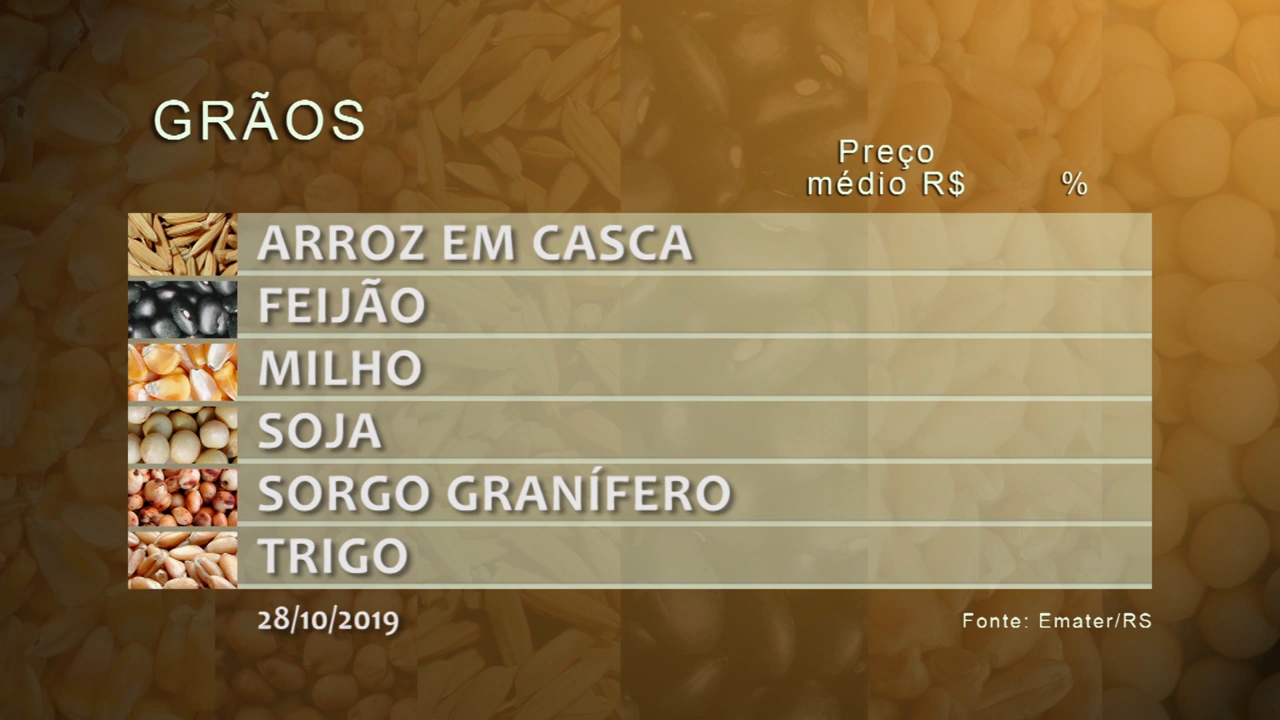 GRÃOS
Preço
médio R$ %
ARROZ EM CASCA
FEIJÃO
MILHO
SOJA
SORGO GRANÍFERO
TRIGO
28/10/2019 Fonte: Emater/RS